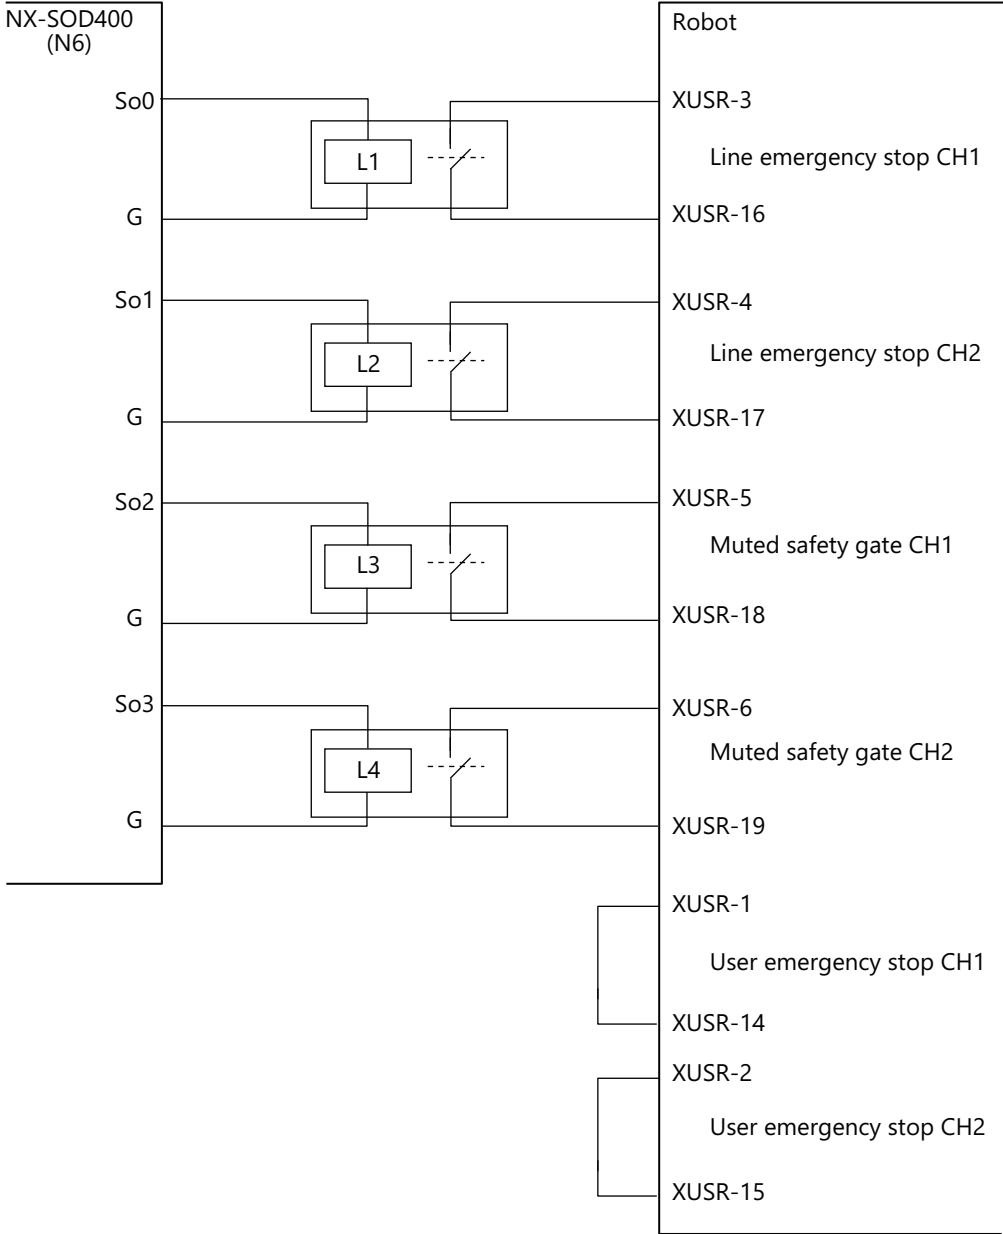 NX-SOD400
(N6)
Robot
So0
XUSR-3
L1
Line emergency stop CH1
G
XUSR-16
So1
XUSR-4
L2
Line emergency stop CH2
G
XUSR-17
So2
XUSR-5
L3
Muted safety gate CH1
G
XUSR-18
So3
XUSR-6
L4
Muted safety gate CH2
G
XUSR-19
XUSR-1
User emergency stop CH1
XUSR-14
XUSR-2
User emergency stop CH2
XUSR-15